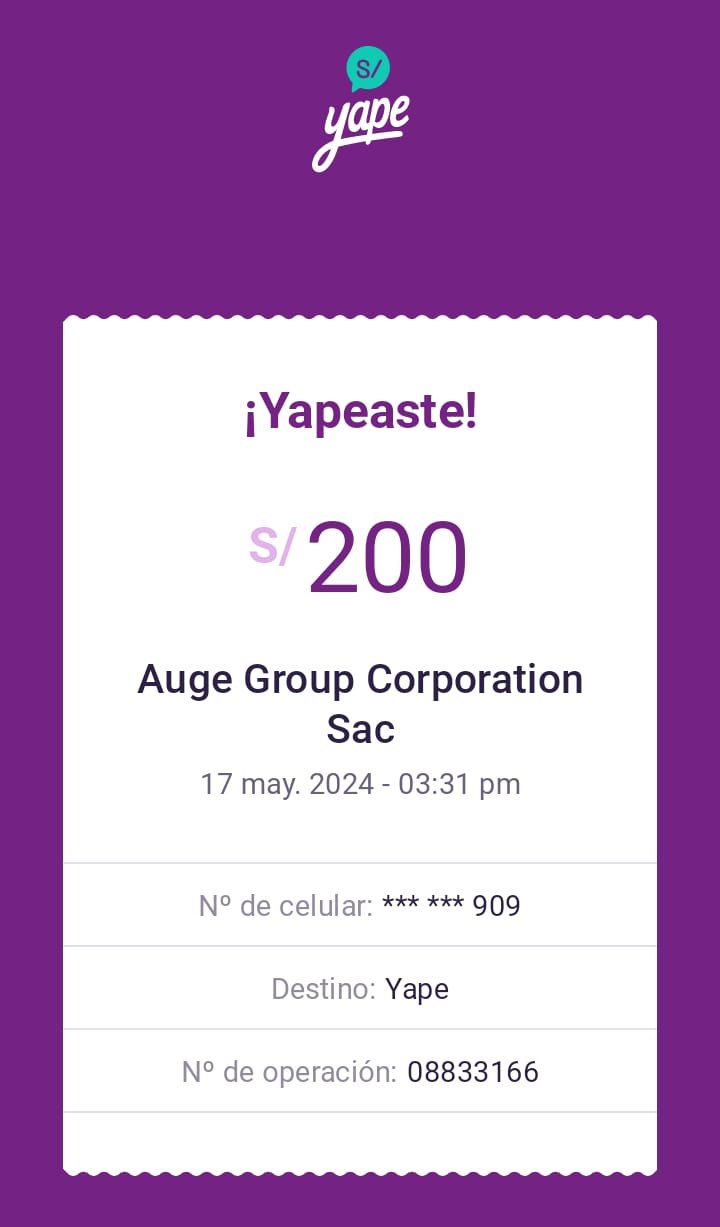 S/
yape
¡Yapeaste!
S/200
Auge Group Corporation
Sac
17 may. 2024 - 03:31 pm
Nº de celular: *** *** 909
Destino: Yape
Nº de operación: 08833166